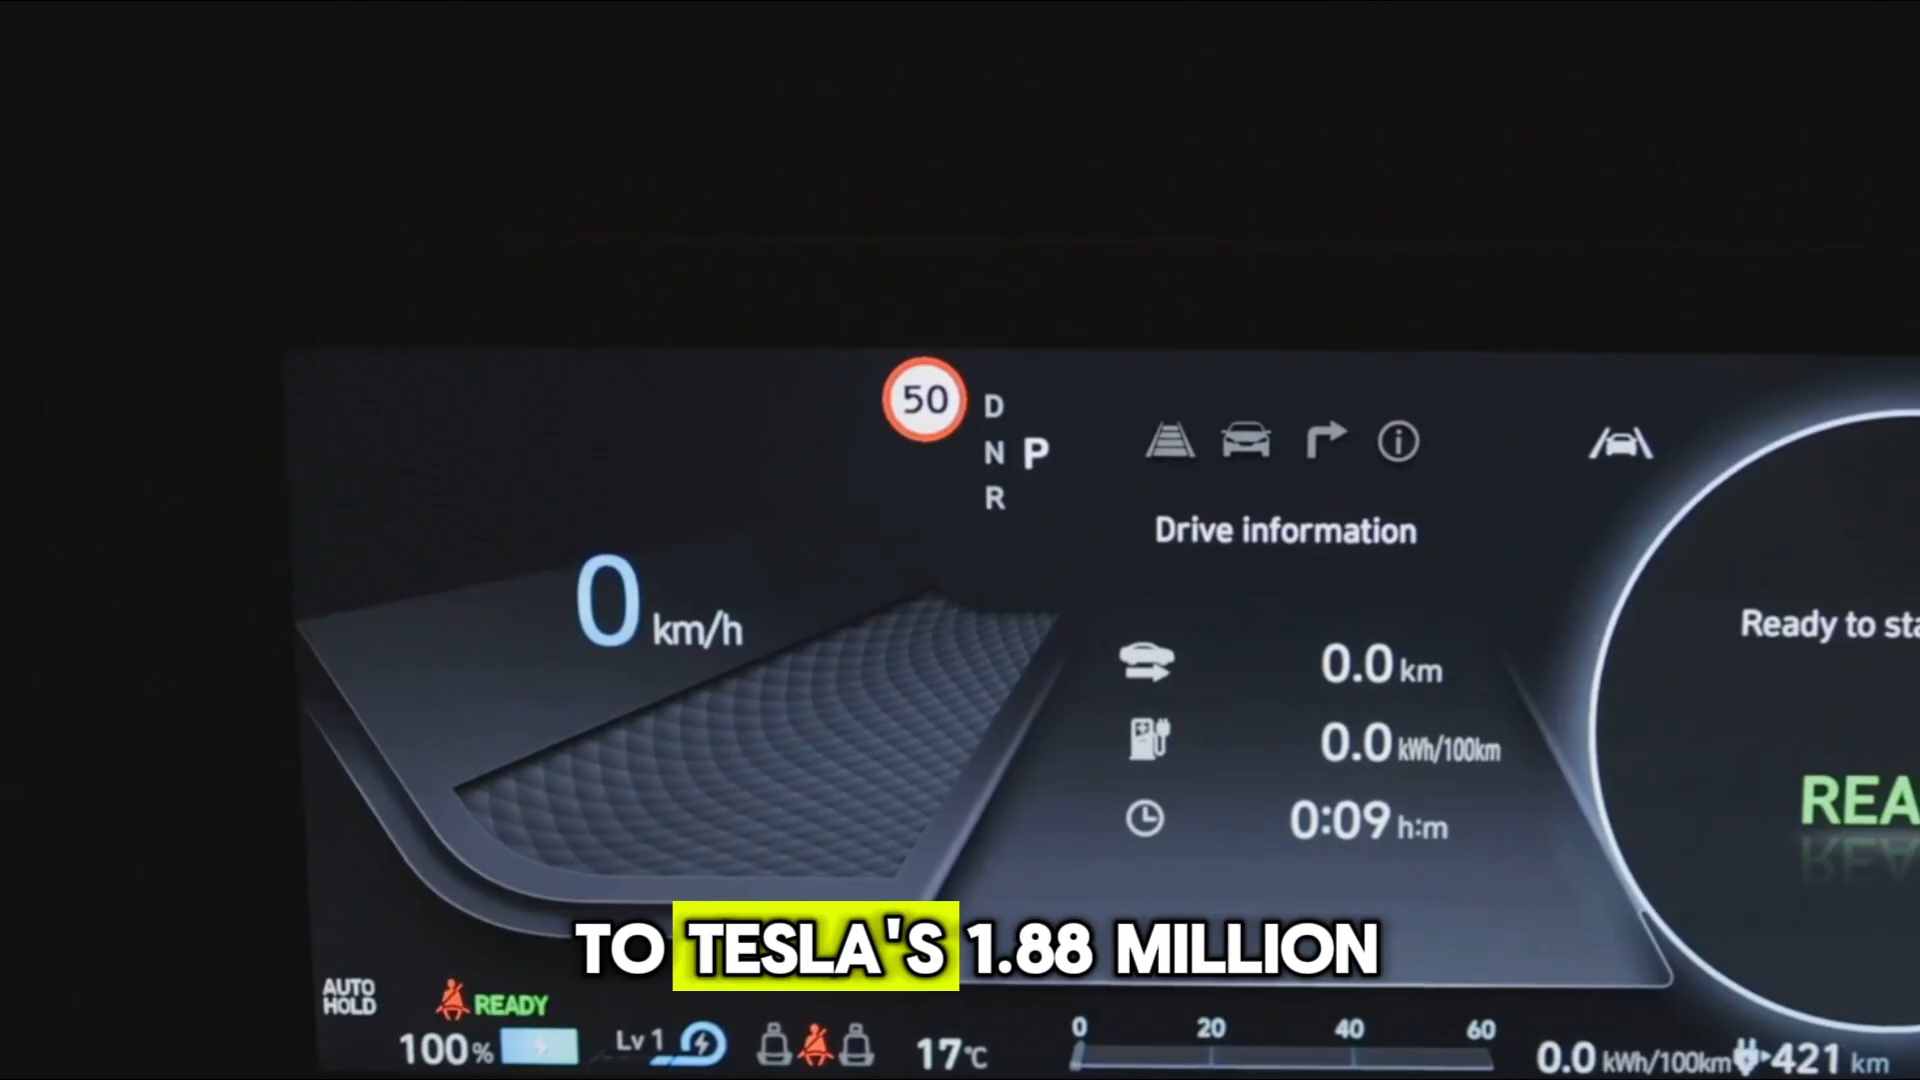 50
D
N P
R
Drive information
0 km/h
0.0 km
0.0 kWh/100km
0:09 h:m
Ready to sta
REA
TO TESLA'S 1.88 MILLION
AUTO
HOLD
READY
100%
Lv 1
17°C
0 20 40 60
0.0 kWh/100km
421 km